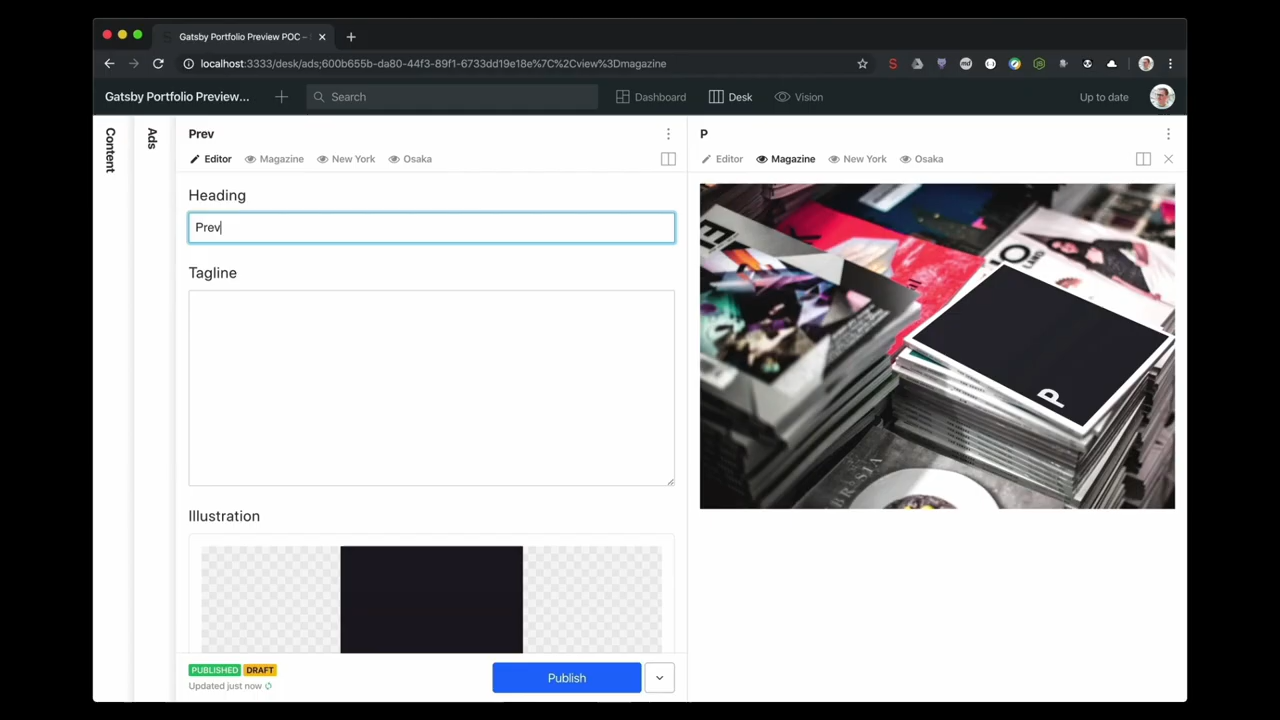 Gatsby Portfolio Preview POC –
localhost:3333/desk/ads;600b655b-da80-44f3-89f1-6733dd19e18e%7C%2Cview%3Dmagazine
Gatsby Portfolio Preview...
Search
Dashboard
Desk
Vision
Up to date
Content
Ads
Prev
Editor
Magazine
New York
Osaka
Heading
Prev
Tagline
Illustration
PUBLISHED
DRAFT
Updated just now
Publish
P
Editor
Magazine
New York
Osaka
P